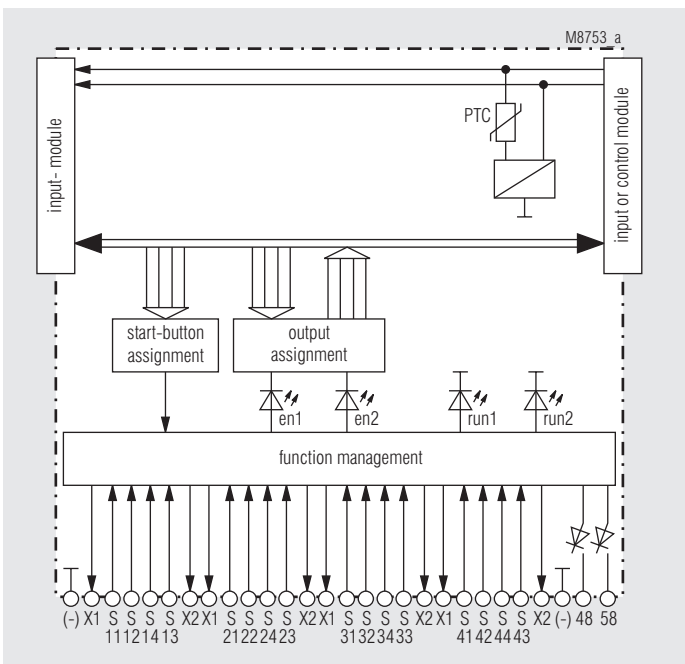 M8753_a
input- module
input or control module
PTC
start-button
assignment
output
assignment
en1
en2
run1
run2
function management
(-) X1 S S S S X2 X1 S S S S X2 X1 S S S S X2 X1 S S S S X2 (-) 48 58
11 12 14 13 21 22 24 23 31 32 34 33 41 42 44 43